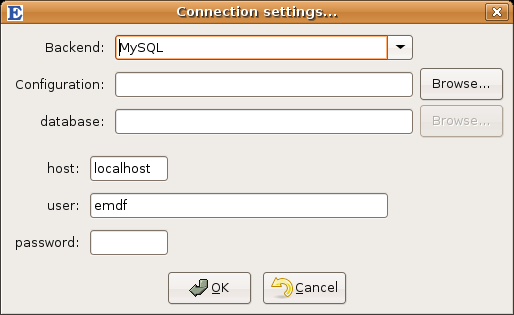 E Connection settings...
Backend: MySQL
Configuration: Browse...
database: Browse...
host: localhost
user: emdf
password:
OK Cancel